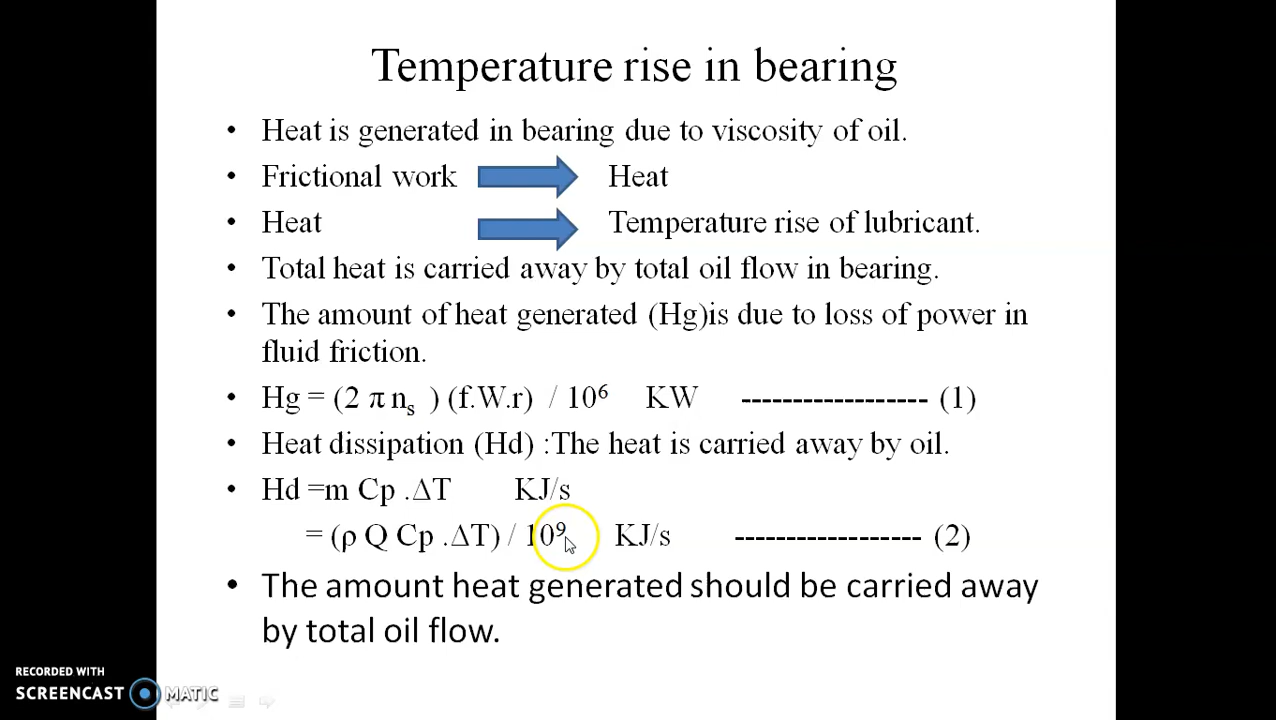 Temperature rise in bearing
• Heat is generated in bearing due to viscosity of oil.
• Frictional work Heat
• Heat Temperature rise of lubricant.
• Total heat is carried away by total oil flow in bearing.
• The amount of heat generated (Hg)is due to loss of power in
fluid friction.
• Hg = (2 π nₛ ) (f.W.r) / 10⁶ KW ------------------ (1)
• Heat dissipation (Hd) :The heat is carried away by oil.
• Hd =m Cp .ΔT KJ/s
= (ρ Q Cp .ΔT) / 10⁹ KJ/s ------------------ (2)
• The amount heat generated should be carried away
by total oil flow.
RECORDED WITH
SCREENCAST MATIC